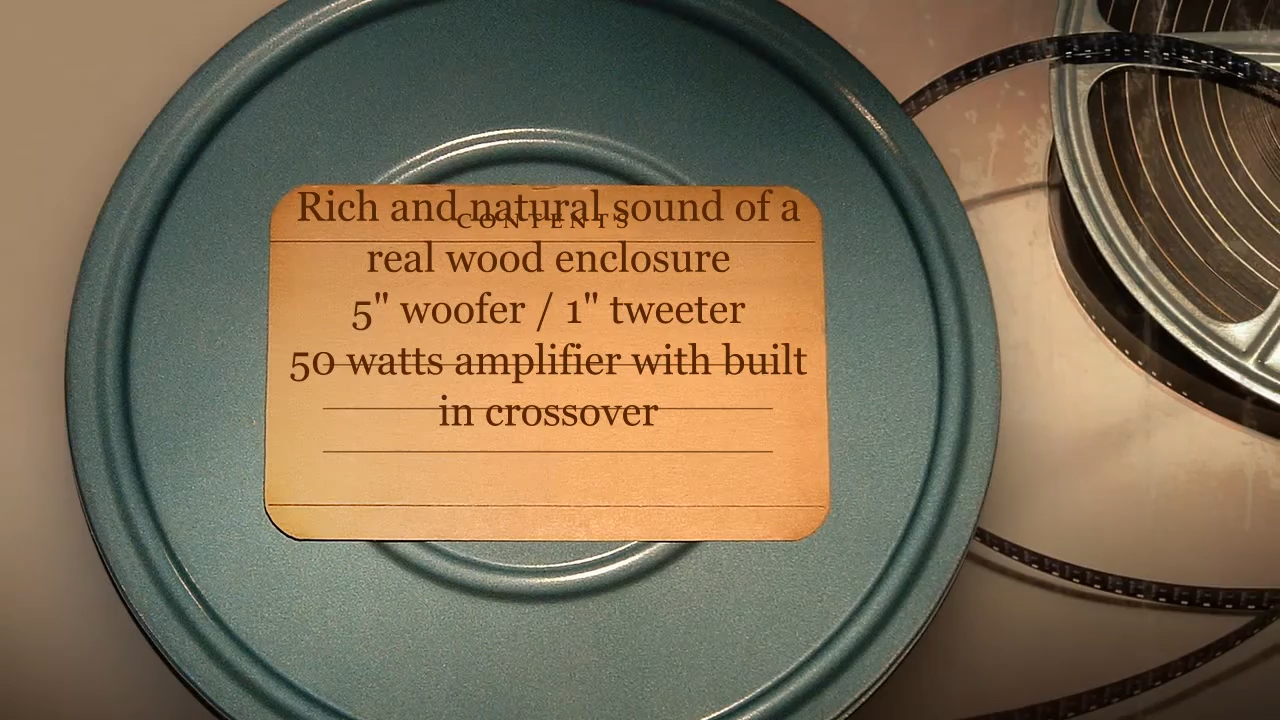 Rich and natural sound of a
CONTENTS
real wood enclosure
5" woofer / 1" tweeter
50 watts amplifier with built
in crossover